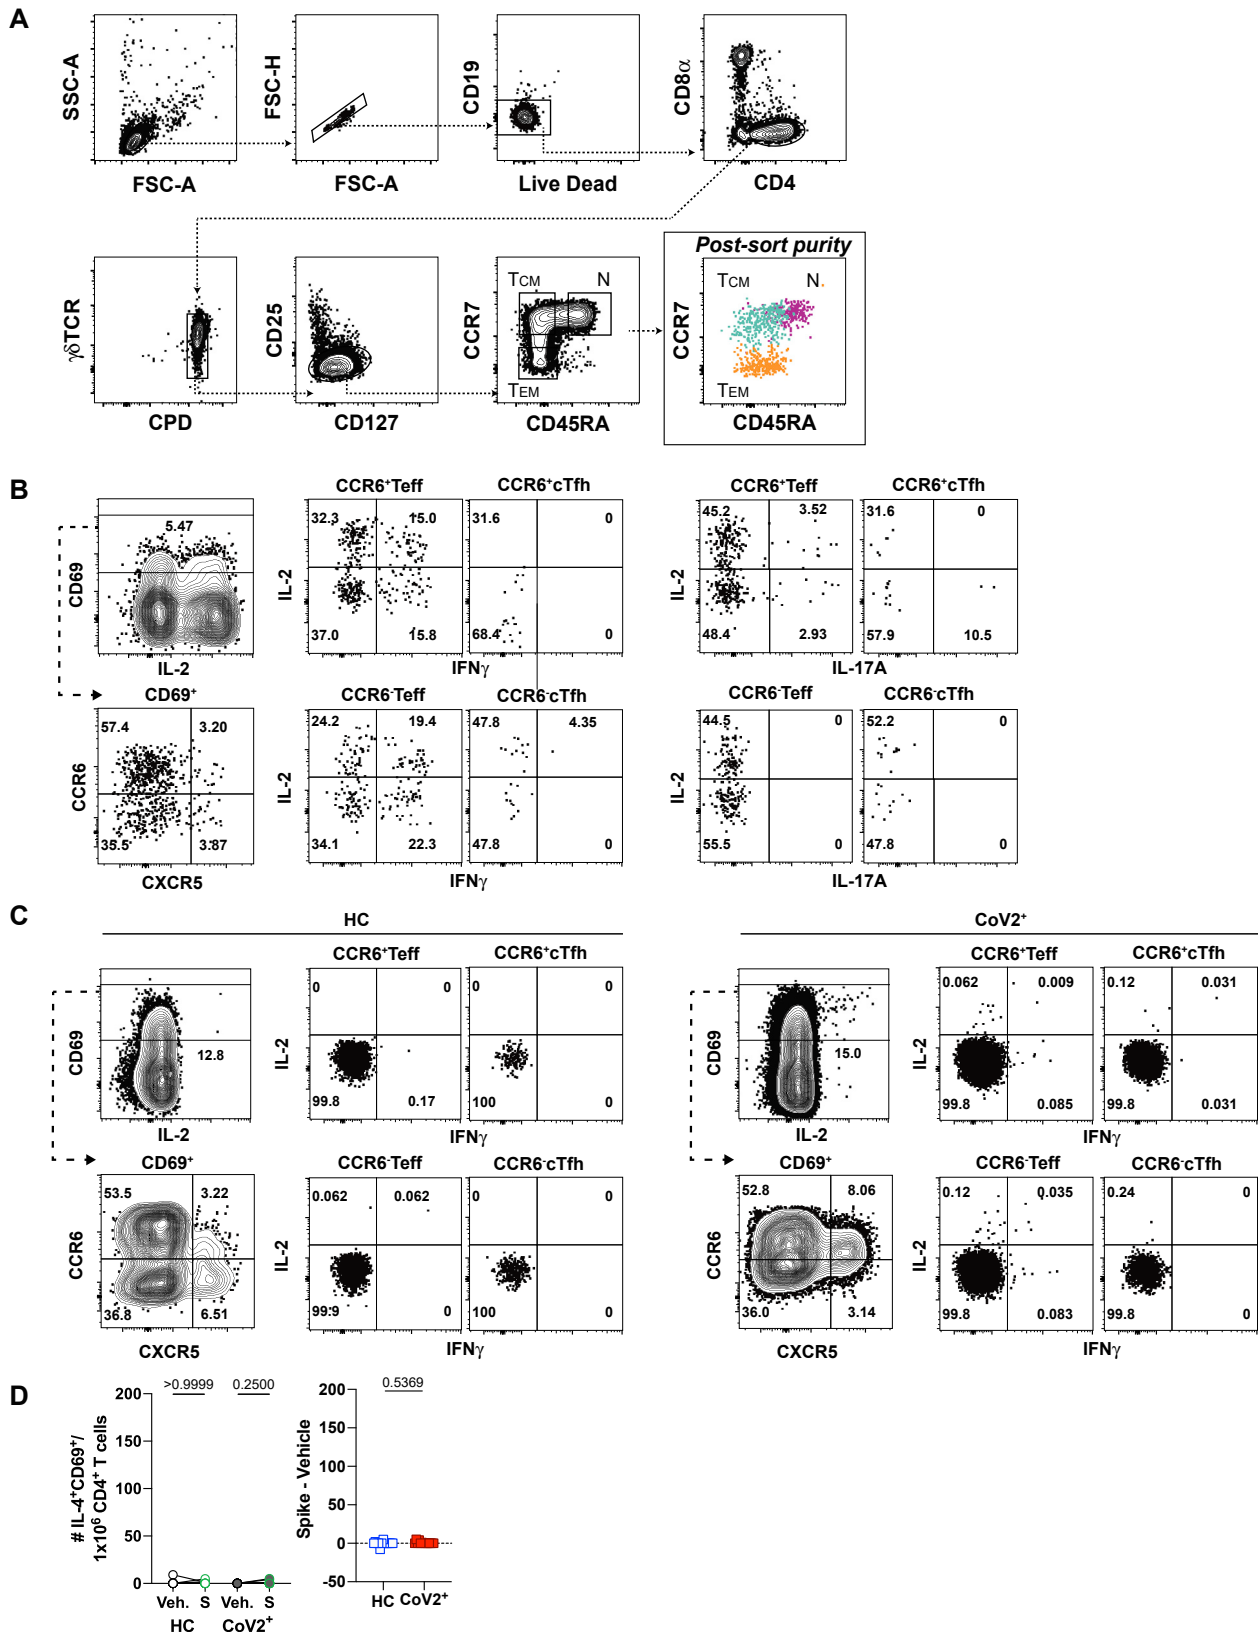 A
SSC-A
FSC-A
FSC-H
FSC-A
CD19
Live Dead
CD8α
CD4
γδTCR
CPD
CD25
CD127
TCM N
CCR7
TEM
CD45RA
Post-sort purity
TCM N
CCR7
TEM
CD45RA
B
5.47
CD69
IL-2
CD69⁺
57.4 3.20
CCR6
35.5 3.87
CXCR5
CCR6⁺Teff CCR6⁺cTfh
32.3 15.0 31.6 0
IL-2
37.0 15.8 68.4 0
IFNγ
CCR6⁻Teff CCR6⁻cTfh
24.2 19.4 47.8 4.35
IL-2
34.1 22.3 47.8 0
IFNγ
CCR6⁺Teff CCR6⁺cTfh
45.2 3.52 31.6 0
IL-2
48.4 2.93 57.9 10.5
IL-17A
CCR6⁻Teff CCR6⁻cTfh
44.5 0 52.2 0
IL-2
55.5 0 47.8 0
IL-17A
C
HC
CD69
12.8
IL-2
CD69⁺
53.5 3.22
CCR6
36.8 6.51
CXCR5
CCR6⁺Teff CCR6⁺cTfh
0 0 0 0
IL-2
99.8 0.17 100 0
IFNγ
CCR6⁻Teff CCR6⁻cTfh
0.062 0.062 0 0
IL-2
99.9 0 100 0
IFNγ
CoV2⁺
CD69
15.0
IL-2
CD69⁺
52.8 8.06
CCR6
36.0 3.14
CXCR5
CCR6⁺Teff CCR6⁺cTfh
0.062 0.009 0.12 0.031
IL-2
99.8 0.085 99.8 0.031
IFNγ
CCR6⁻Teff CCR6⁻cTfh
0.12 0.035 0.24 0
IL-2
99.8 0.083 99.8 0
IFNγ
D
>0.9999 0.2500
# IL-4⁺CD69⁺/
1x10⁶ CD4⁺ T cells
200
150
100
50
0
Veh. S Veh. S
HC CoV2⁺
0.5369
Spike - Vehicle
200
150
100
50
0
-50
HC CoV2⁺